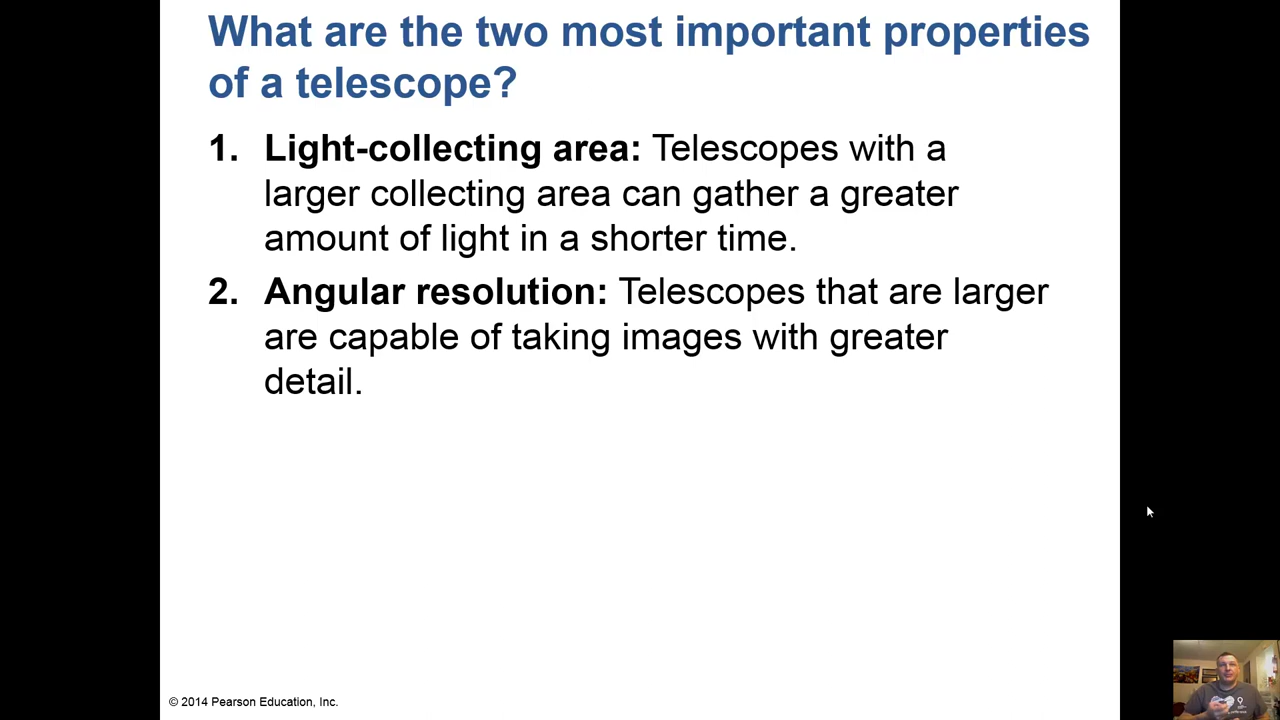 What are the two most important properties
of a telescope?
1. Light-collecting area: Telescopes with a
larger collecting area can gather a greater
amount of light in a shorter time.
2. Angular resolution: Telescopes that are larger
are capable of taking images with greater
detail.
© 2014 Pearson Education, Inc.